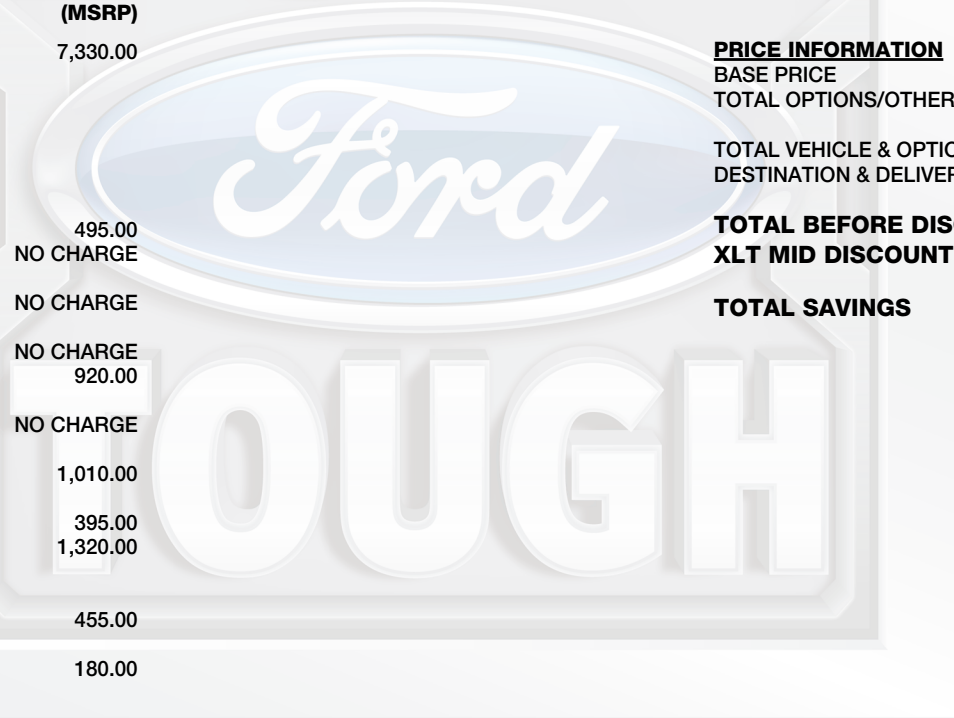 (MSRP)
7,330.00
495.00
NO CHARGE
NO CHARGE
NO CHARGE
920.00
NO CHARGE
1,010.00
395.00
1,320.00
455.00
180.00
PRICE INFORMATION
BASE PRICE
TOTAL OPTIONS/OTHER
TOTAL VEHICLE & OPTIO
DESTINATION & DELIVER
TOTAL BEFORE DIS
XLT MID DISCOUNT
TOTAL SAVINGS
Ford
TOUGH